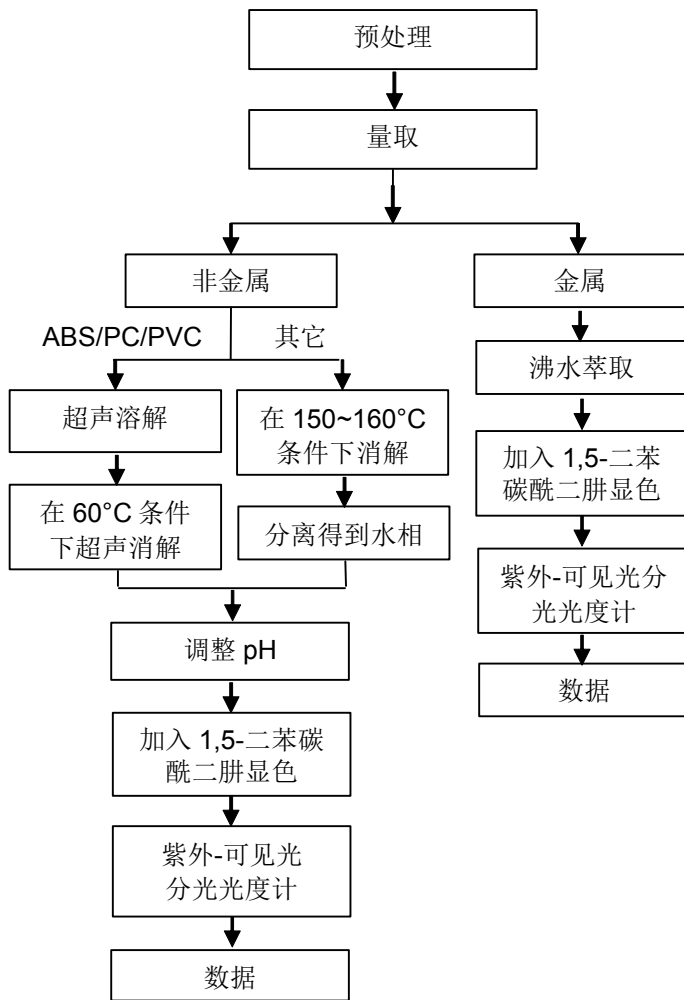 预处理
量取
非金属
金属
ABS/PC/PVC
其它
超声溶解
在 60°C 条件
下超声消解
在 150~160°C
条件下消解
分离得到水相
调整 pH
加入 1,5-二苯碳
酰二肼显色
紫外-可见光
分光光度计
数据
沸水萃取
加入 1,5-二苯
碳酰二肼显色
紫外-可见光分
光光度计
数据